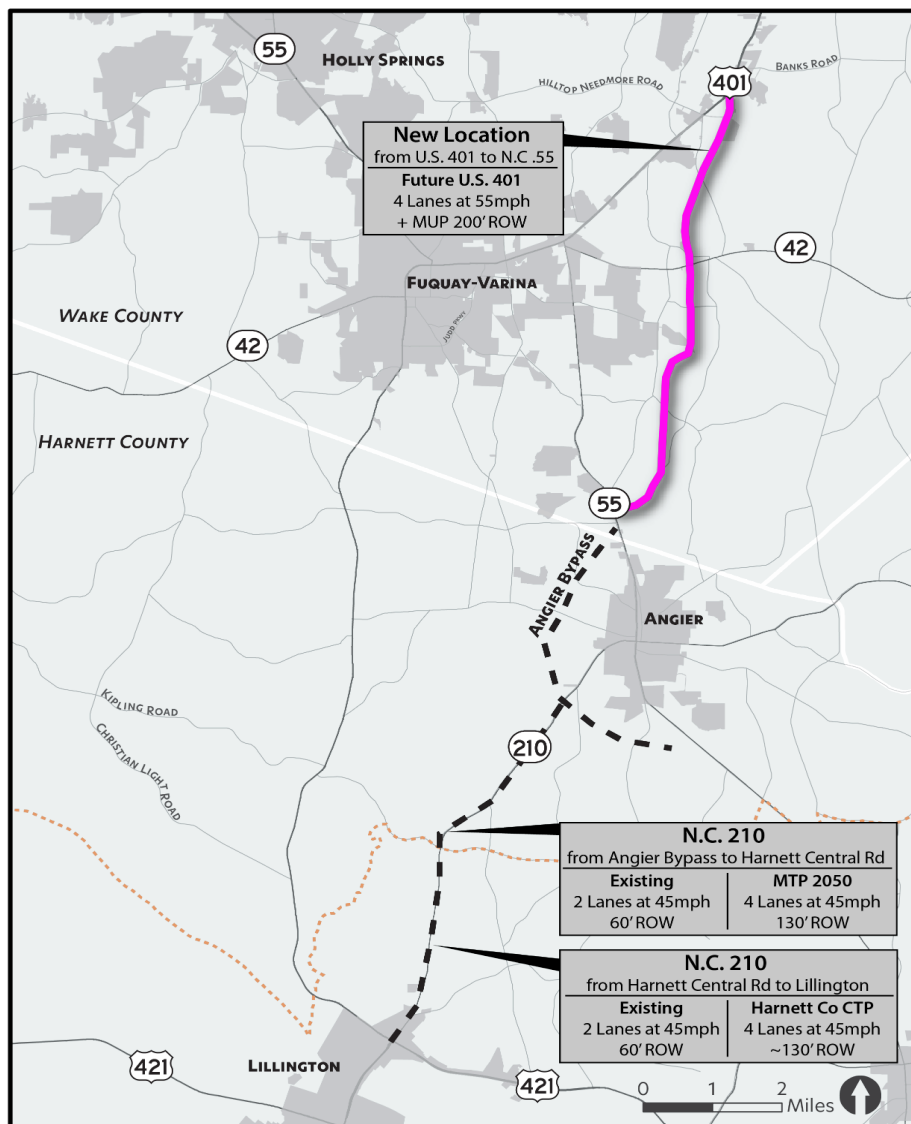 55
HOLLY SPRINGS
BANKS ROAD
HILLTOP NEEDMORE ROAD
401
New Location
from U.S. 401 to N.C .55
Future U.S. 401
4 Lanes at 55mph
+ MUP 200' ROW
42
FUQUAY-VARINA
JUDD PKWY
WAKE COUNTY
42
HARNETT COUNTY
55
ANGIER BYPASS
ANGIER
KIPLING ROAD
CHRISTIAN LIGHT ROAD
210
N.C. 210
from Angier Bypass to Harnett Central Rd
Existing
2 Lanes at 45mph
60' ROW
MTP 2050
4 Lanes at 45mph
130' ROW
N.C. 210
from Harnett Central Rd to Lillington
Existing
2 Lanes at 45mph
60' ROW
Harnett Co CTP
4 Lanes at 45mph
~130' ROW
LILLINGTON
421
421
0 1 2
Miles